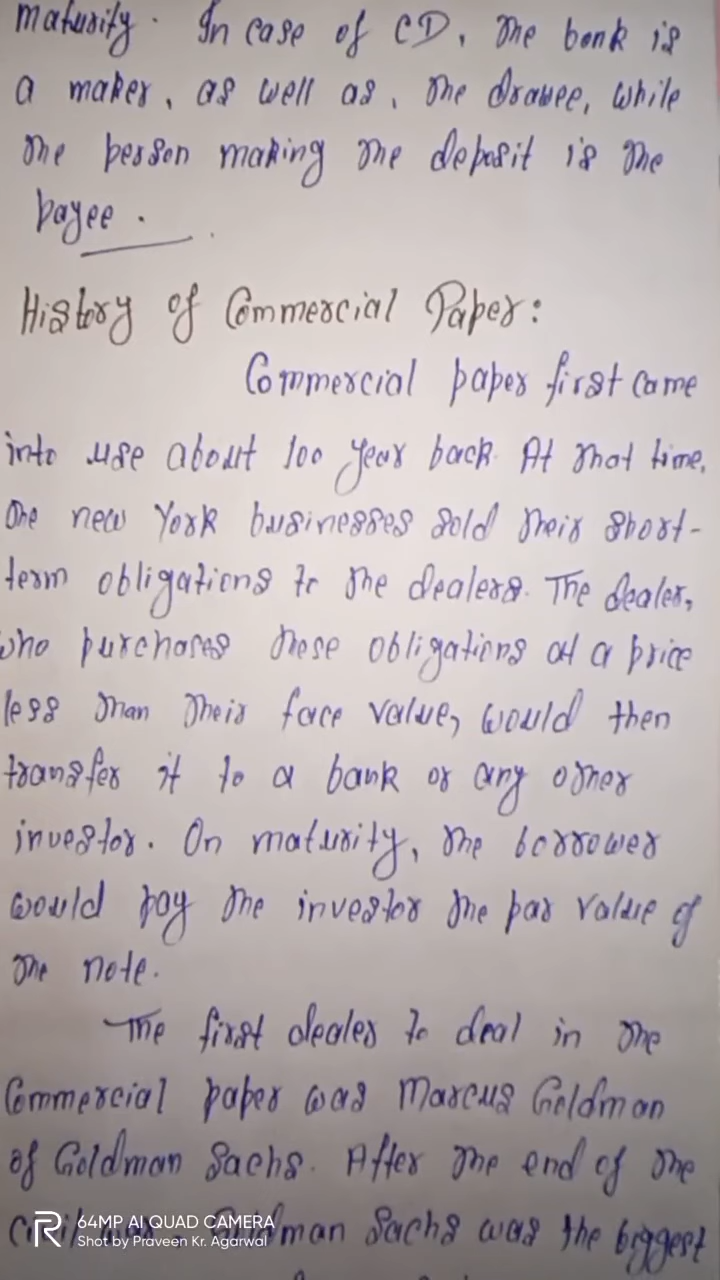 maturity. In case of CD, the bank is
a maker, as well as, the drawee, while
the person making the deposit is the
payee.
History of Commercial Paper:
Commercial paper first came
into use about 100 year back. At that time,
the new York businesses sold their short-
term obligations to the dealers. The dealer,
who purchases these obligations at a price
less than their face value, would then
transfer it to a bank or any other
investor. On maturity, the borrower
would pay the investor the par value of
the note.
The first dealer to deal in the
Commercial paper was Marcus Goldman
of Goldman Sachs. After the end of the
Goldman Sachs was the biggest
64MP AI QUAD CAMERA
Shot by Praveen Kr. Agarwal